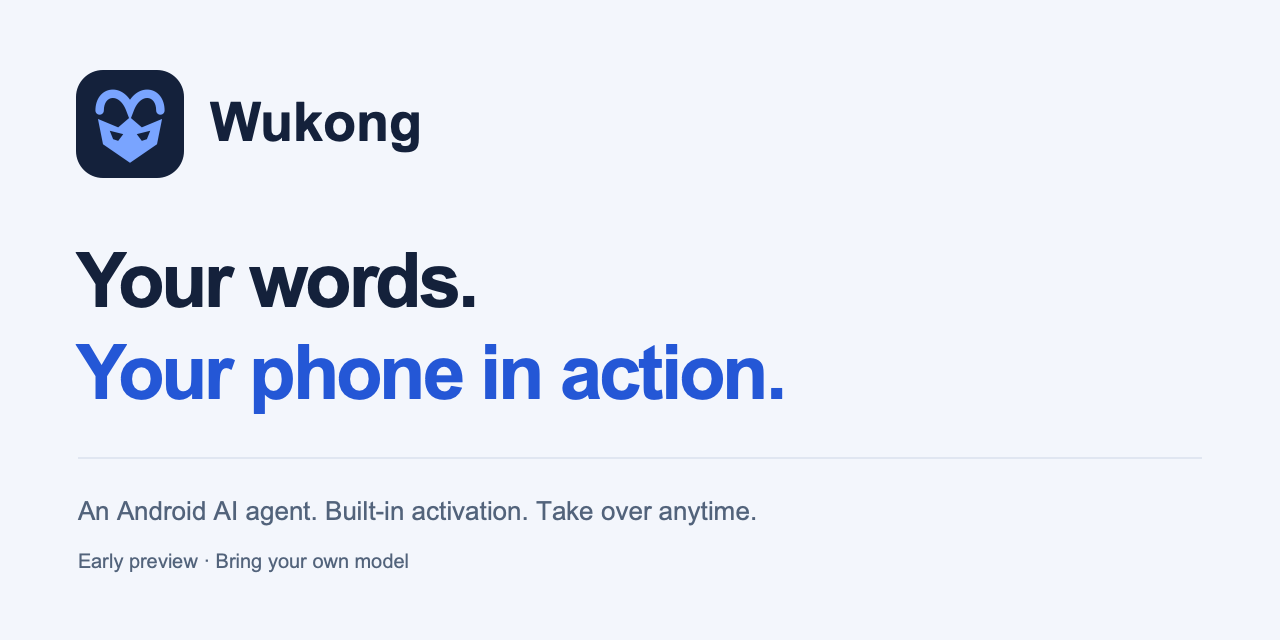 Wukong
Your words.
Your phone in action.
An Android AI agent. Built-in activation. Take over anytime.
Early preview · Bring your own model